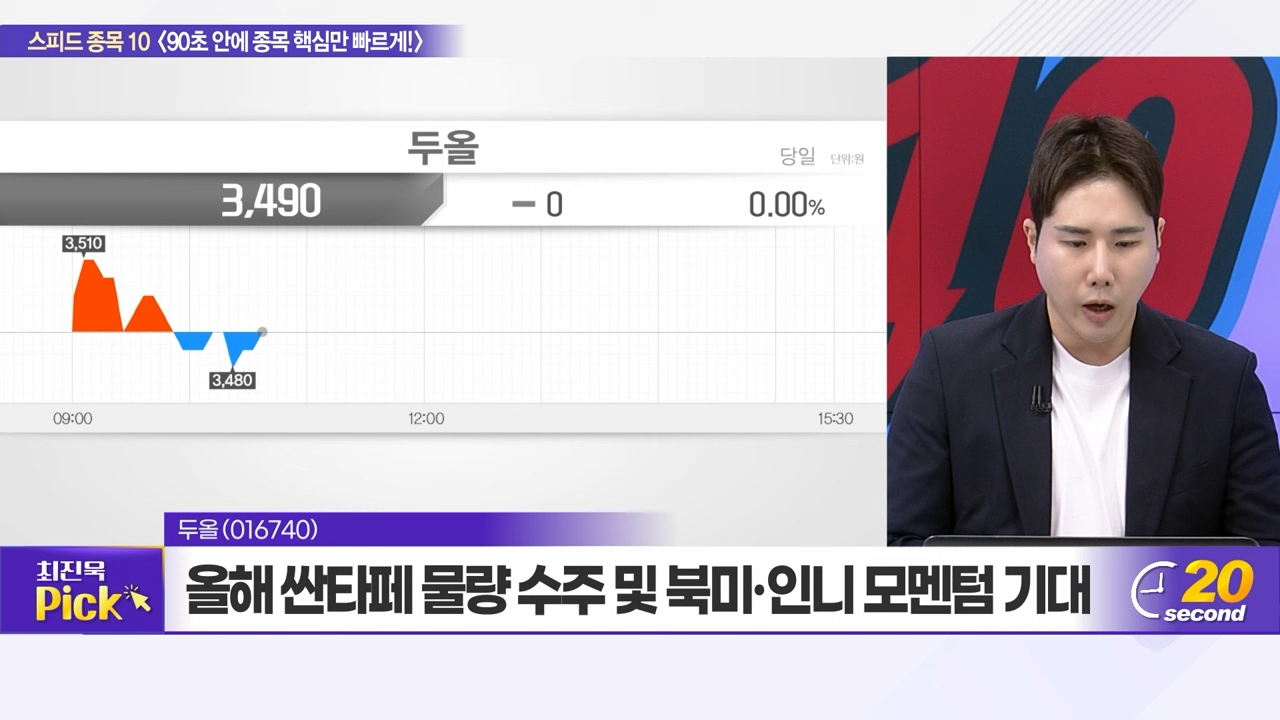 스피드 종목 10 〈90초 안에 종목 핵심만 빠르게!〉
두올
당일 단위:원
3,490 0 0.00%
3,510
3,480
09:00 12:00 15:30
10
두올(016740)
최진욱
Pick
올해 싼타페 물량 수주 및 북미·인니 모멘텀 기대
20
second